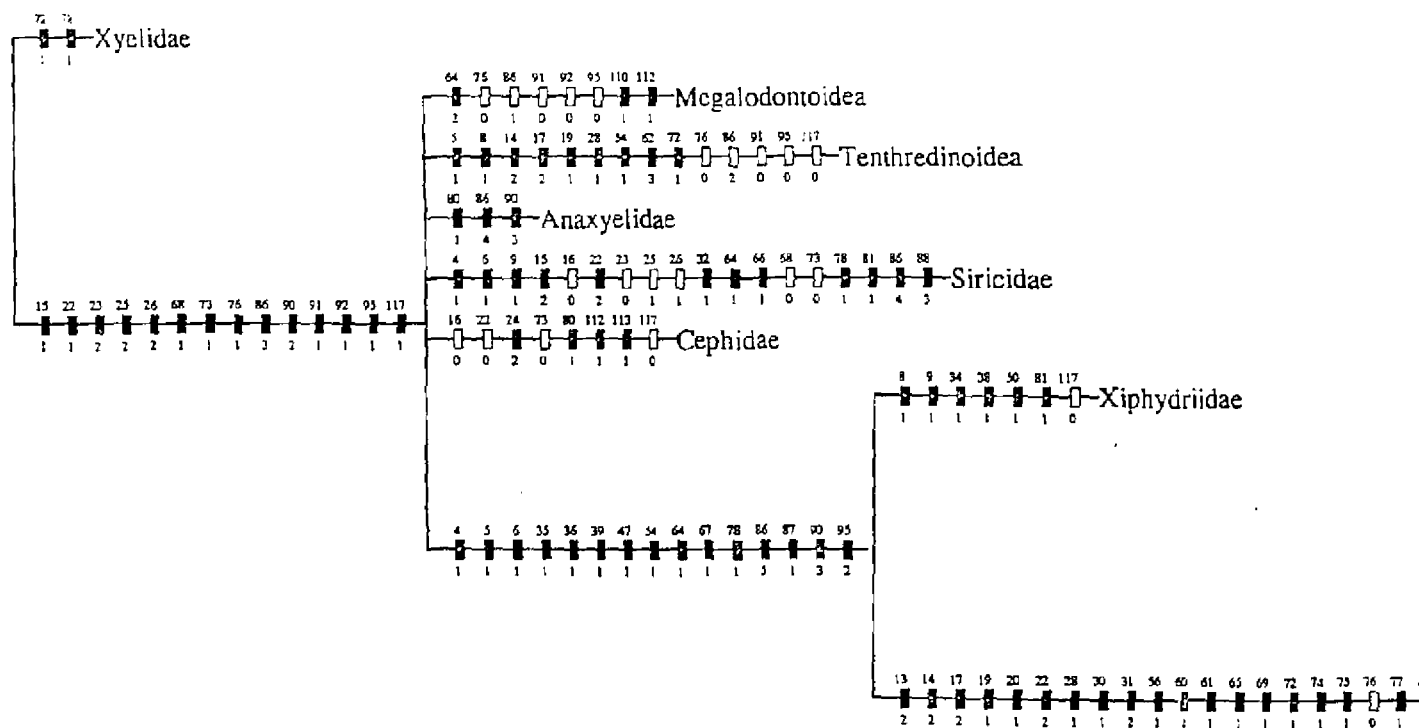 Xyelidae
1 1
64 75 86 91 92 95 110 112
Megalodontoidea
2 0 1 0 0 0 1 1
5 8 14 17 19 28 54 62 72 76 86 91 95 117
Tenthredinoidea
1 1 2 2 1 1 1 3 1 0 2 0 0 0
80 86 90
Anaxyelidae
1 4 3
4 6 9 15 16 22 23 25 26 32 64 66 68 73 78 81 86 88
Siricidae
1 1 1 2 0 2 0 1 1 1 1 1 0 0 1 1 4 3
15 22 23 25 26 68 73 76 86 90 91 92 95 117
1 1 2 2 2 1 1 1 3 2 1 1 1 1
16 22 24 73 80 112 113 117
Cephidae
0 0 2 0 1 1 1 0
8 9 34 38 50 81 117
Xiphydriidae
1 1 1 1 1 1 0
4 5 6 35 36 39 47 54 64 67 78 86 87 90 95
1 1 1 1 1 1 1 1 1 1 1 5 1 3 2
13 14 17 19 20 22 28 30 31 56 60 61 65 69 72 74 75 76 77
2 2 2 1 1 2 1 1 2 1 1 1 1 1 1 1 1 0 1